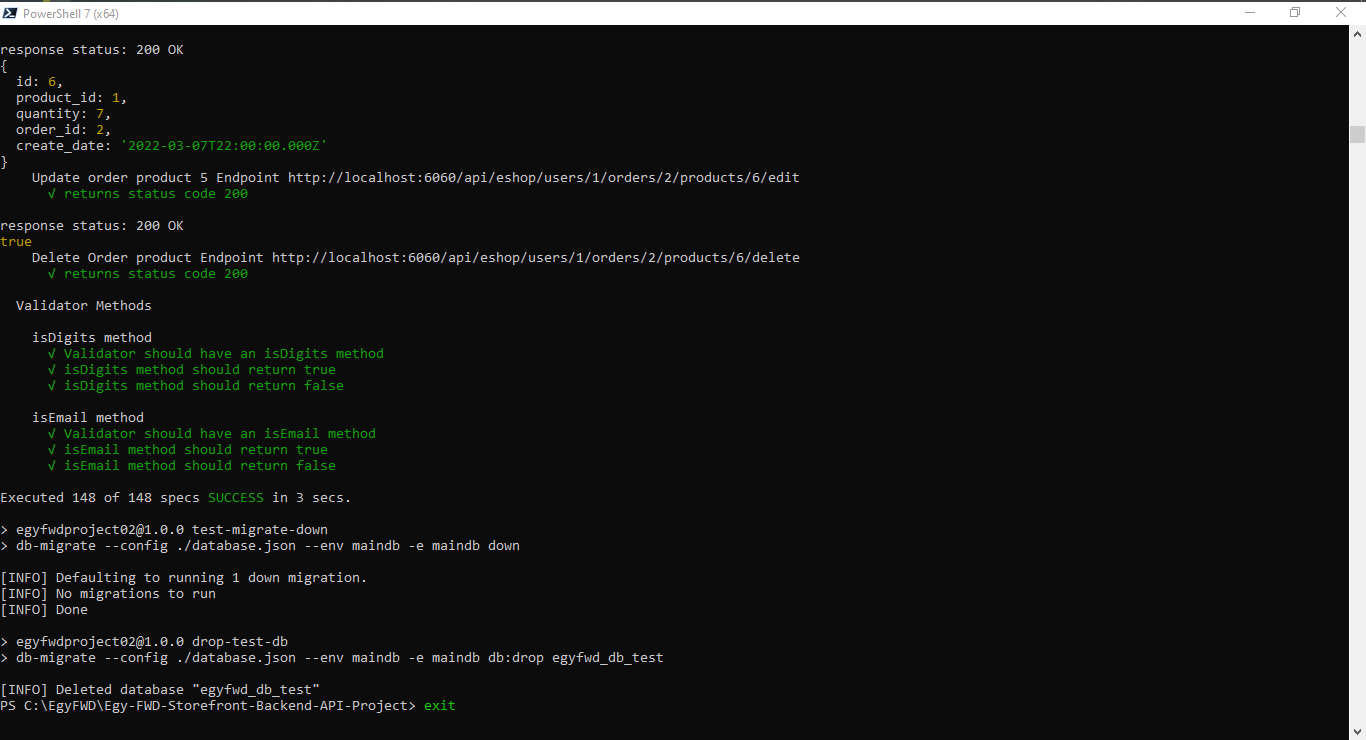 PowerShell 7 (x64)
response status: 200 OK
{
  id: 6,
  product_id: 1,
  quantity: 7,
  order_id: 2,
  create_date: '2022-03-07T22:00:00.000Z'
}
    Update order product 5 Endpoint http://localhost:6060/api/eshop/users/1/orders/2/products/6/edit
      √ returns status code 200
response status: 200 OK
true
    Delete Order product Endpoint http://localhost:6060/api/eshop/users/1/orders/2/products/6/delete
      √ returns status code 200
  Validator Methods
    isDigits method
      √ Validator should have an isDigits method
      √ isDigits method should return true
      √ isDigits method should return false
    isEmail method
      √ Validator should have an isEmail method
      √ isEmail method should return true
      √ isEmail method should return false
Executed 148 of 148 specs SUCCESS in 3 secs.
> egyfwdproject02@1.0.0 test-migrate-down
> db-migrate --config ./database.json --env maindb -e maindb down
[INFO] Defaulting to running 1 down migration.
[INFO] No migrations to run
[INFO] Done
> egyfwdproject02@1.0.0 drop-test-db
> db-migrate --config ./database.json --env maindb -e maindb db:drop egyfwd_db_test
[INFO] Deleted database "egyfwd_db_test"
PS C:\EgyFWD\Egy-FWD-Storefront-Backend-API-Project> exit